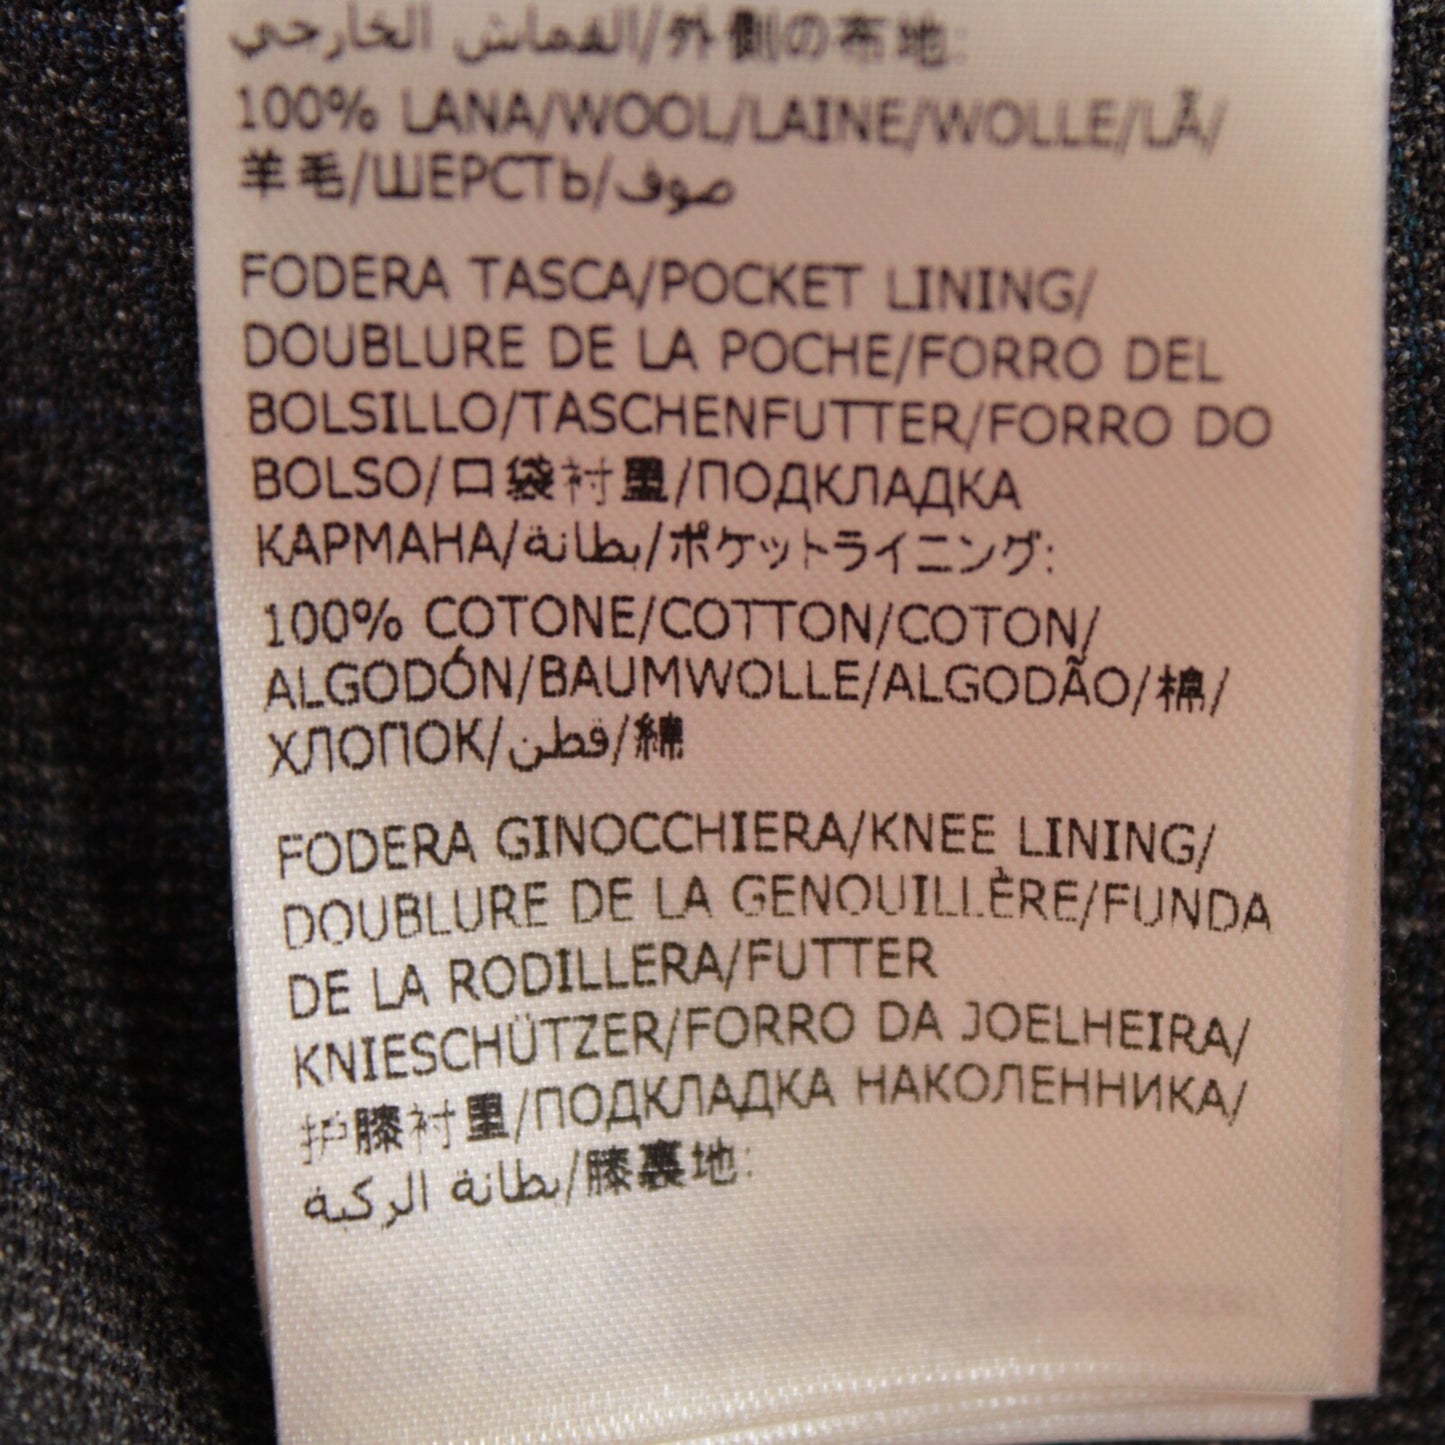 القماش الخارجي/外側の布地:
100% LANA/WOOL/LAINE/WOLLE/LÃ/
羊毛/ШЕРСТЬ/صوف
FODERA TASCA/POCKET LINING/
DOUBLURE DE LA POCHE/FORRO DEL
BOLSILLO/TASCHENFUTTER/FORRO DO
BOLSO/口袋衬里/ПОДКЛАДКА
КАРМАНА/بطانة/ポケットライニング:
100% COTONE/COTTON/COTON/
ALGODÓN/BAUMWOLLE/ALGODÃO/棉/
ХЛОПОК/قطن/綿
FODERA GINOCCHIERA/KNEE LINING/
DOUBLURE DE LA GENOUILLÈRE/FUNDA
DE LA RODILLERA/FUTTER
KNIESCHÜTZER/FORRO DA JOELHEIRA/
护膝衬里/ПОДКЛАДКА НАКОЛЕННИКА/
بطانة الركبة/膝裏地: